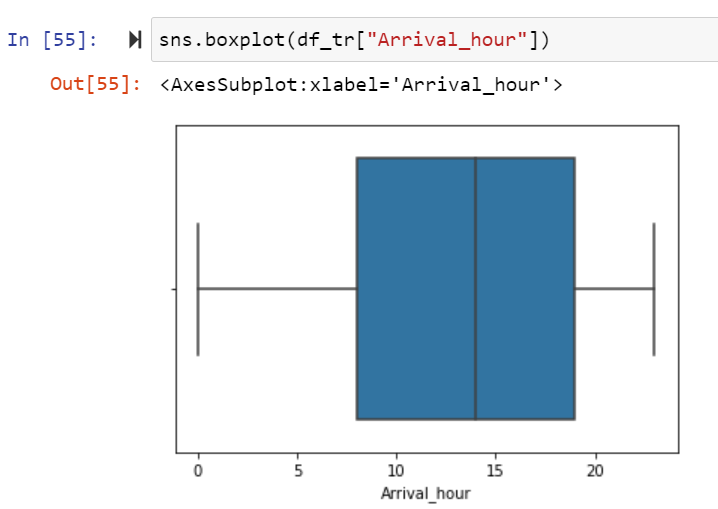 In [55]: sns.boxplot(df_tr["Arrival_hour"])
Out[55]: <AxesSubplot:xlabel='Arrival_hour'>
0 5 10 15 20
Arrival_hour